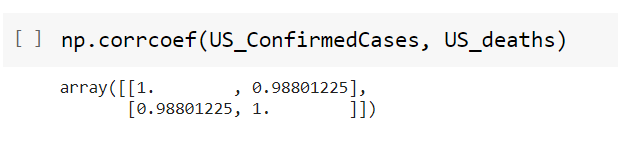 [ ] np.corrcoef(US_ConfirmedCases, US_deaths)
array([[1.        , 0.98801225],
       [0.98801225, 1.        ]])